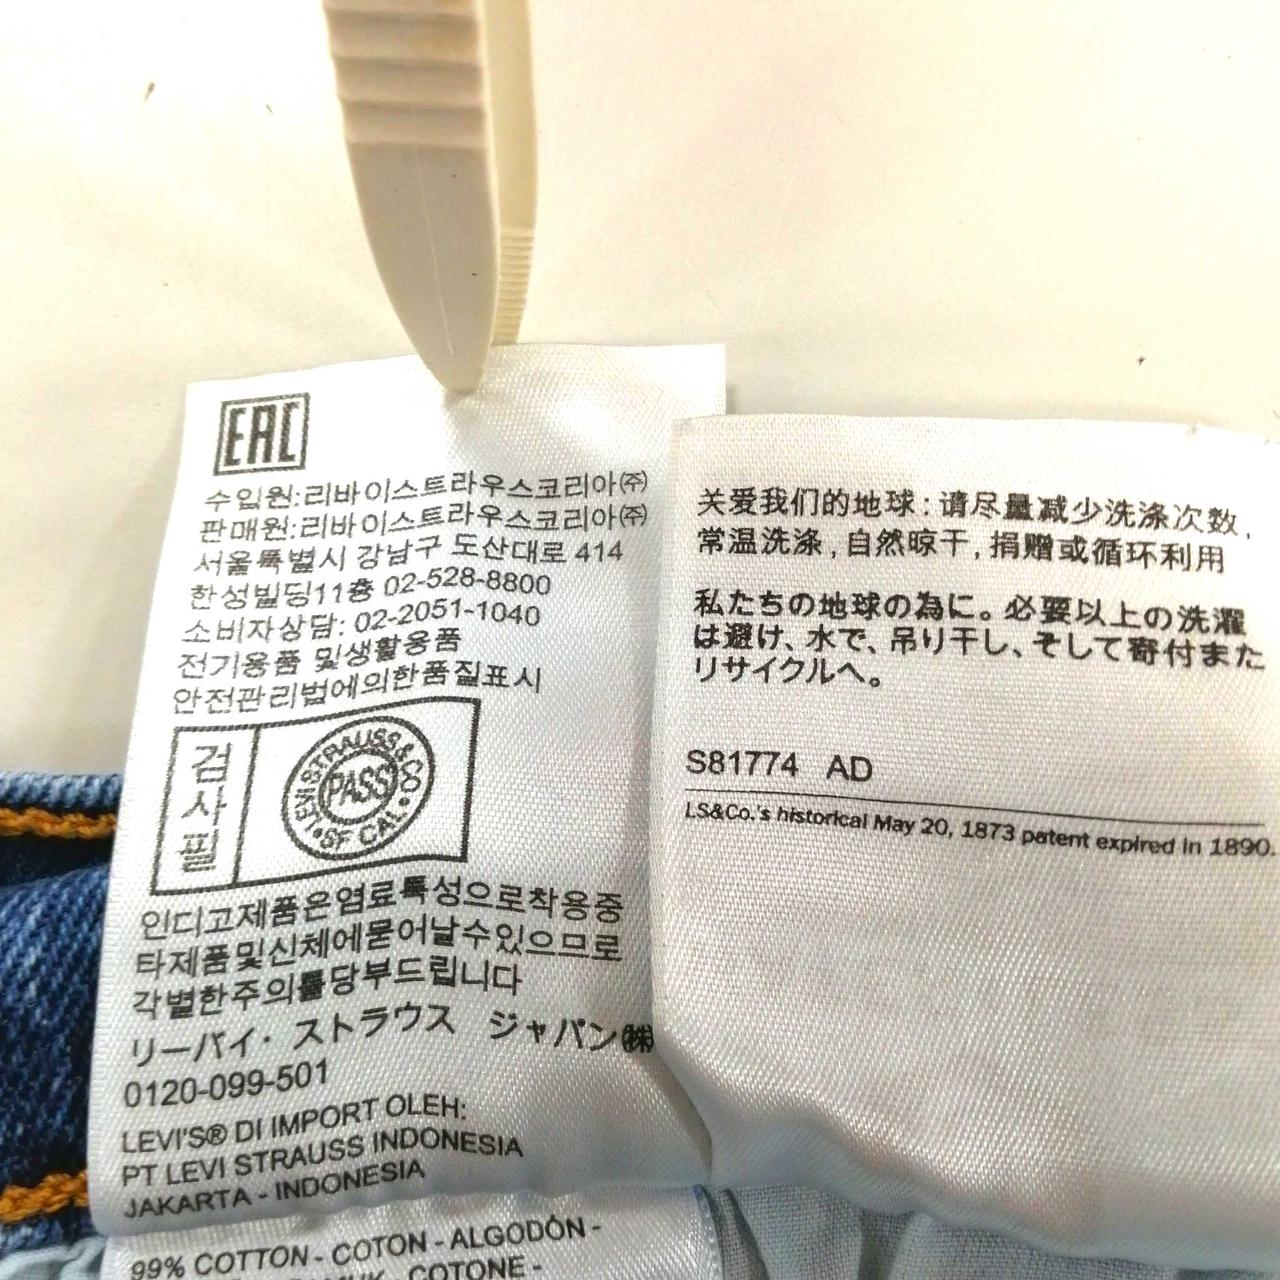 EAC
수입원:리바이스트라우스코리아㈜
판매원:리바이스트라우스코리아㈜
서울특별시 강남구 도산대로 414
한성빌딩11층 02-528-8800
소비자상담: 02-2051-1040
전기용품 및생활용품
안전관리법에의한품질표시
검사필
LEVI STRAUSS & CO
PASS
SF CAL.
인디고제품은염료특성으로착용중
타제품및신체에묻어날수있으므로
각별한주의를당부드립니다
リーバイ・ストラウス ジャパン㈱
0120-099-501
LEVI'S® DI IMPORT OLEH:
PT LEVI STRAUSS INDONESIA
JAKARTA - INDONESIA
99% COTTON - COTON - ALGODÓN -
COTONE -
关爱我们的地球：请尽量减少洗涤次数，
常温洗涤，自然晾干，捐赠或循环利用
私たちの地球の為に。必要以上の洗濯
は避け、水で、吊り干し、そして寄付また
リサイクルへ。
S81774 AD
LS&Co.'s historical May 20, 1873 patent expired in 1890.